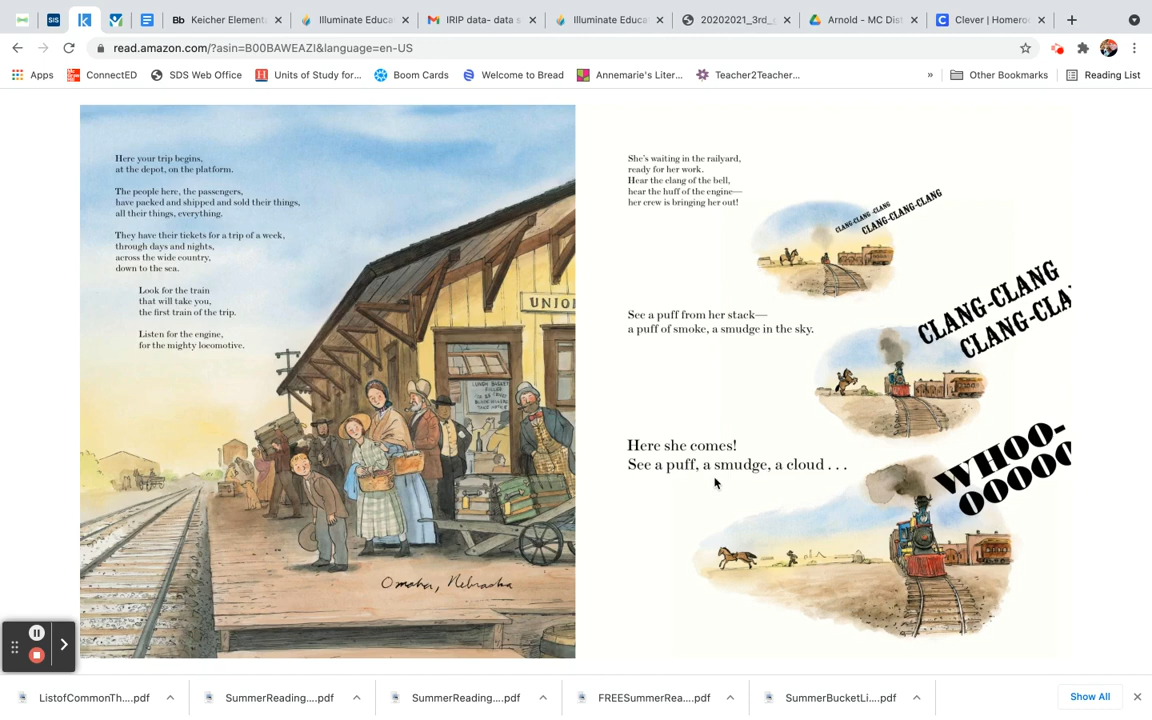 Bb Keicher Elementa
Illuminate Educa
IRIP data- data s
Illuminate Educa
20202021_3rd_
Arnold - MC Dis
Clever | Homero
SIS
read.amazon.com/?asin=B00BAWEAZI&language=en-US
Apps
ConnectED
SDS Web Office
Units of Study for...
Boom Cards
Welcome to Bread
Annemarie's Liter...
Teacher2Teacher...
»
Other Bookmarks
Reading List
Here your trip begins,
at the depot, on the platform.
The people here, the passengers,
have packed and shipped and sold their things,
all their things, everything.
They have their tickets for a trip of a week,
through days and nights,
across the wide country,
down to the sea.
Look for the train
that will take you,
the first train of the trip.
Listen for the engine,
for the mighty locomotive.
UNIO
Omaha, Nebraska
She's waiting in the railyard,
ready for her work.
Hear the clang of the bell,
hear the huff of the engine—
her crew is bringing her out!
CLANG-CLANG-CLANG
CLANG-CLANG-CLANG
See a puff from her stack—
a puff of smoke, a smudge in the sky.
CLANG-CLANG
CLANG-CLA
Here she comes!
See a puff, a smudge, a cloud . . .
WHOO-
OOOOO
ListofCommonTh....pdf
SummerReading....pdf
SummerReading....pdf
FREESummerRea....pdf
SummerBucketLi....pdf
Show All